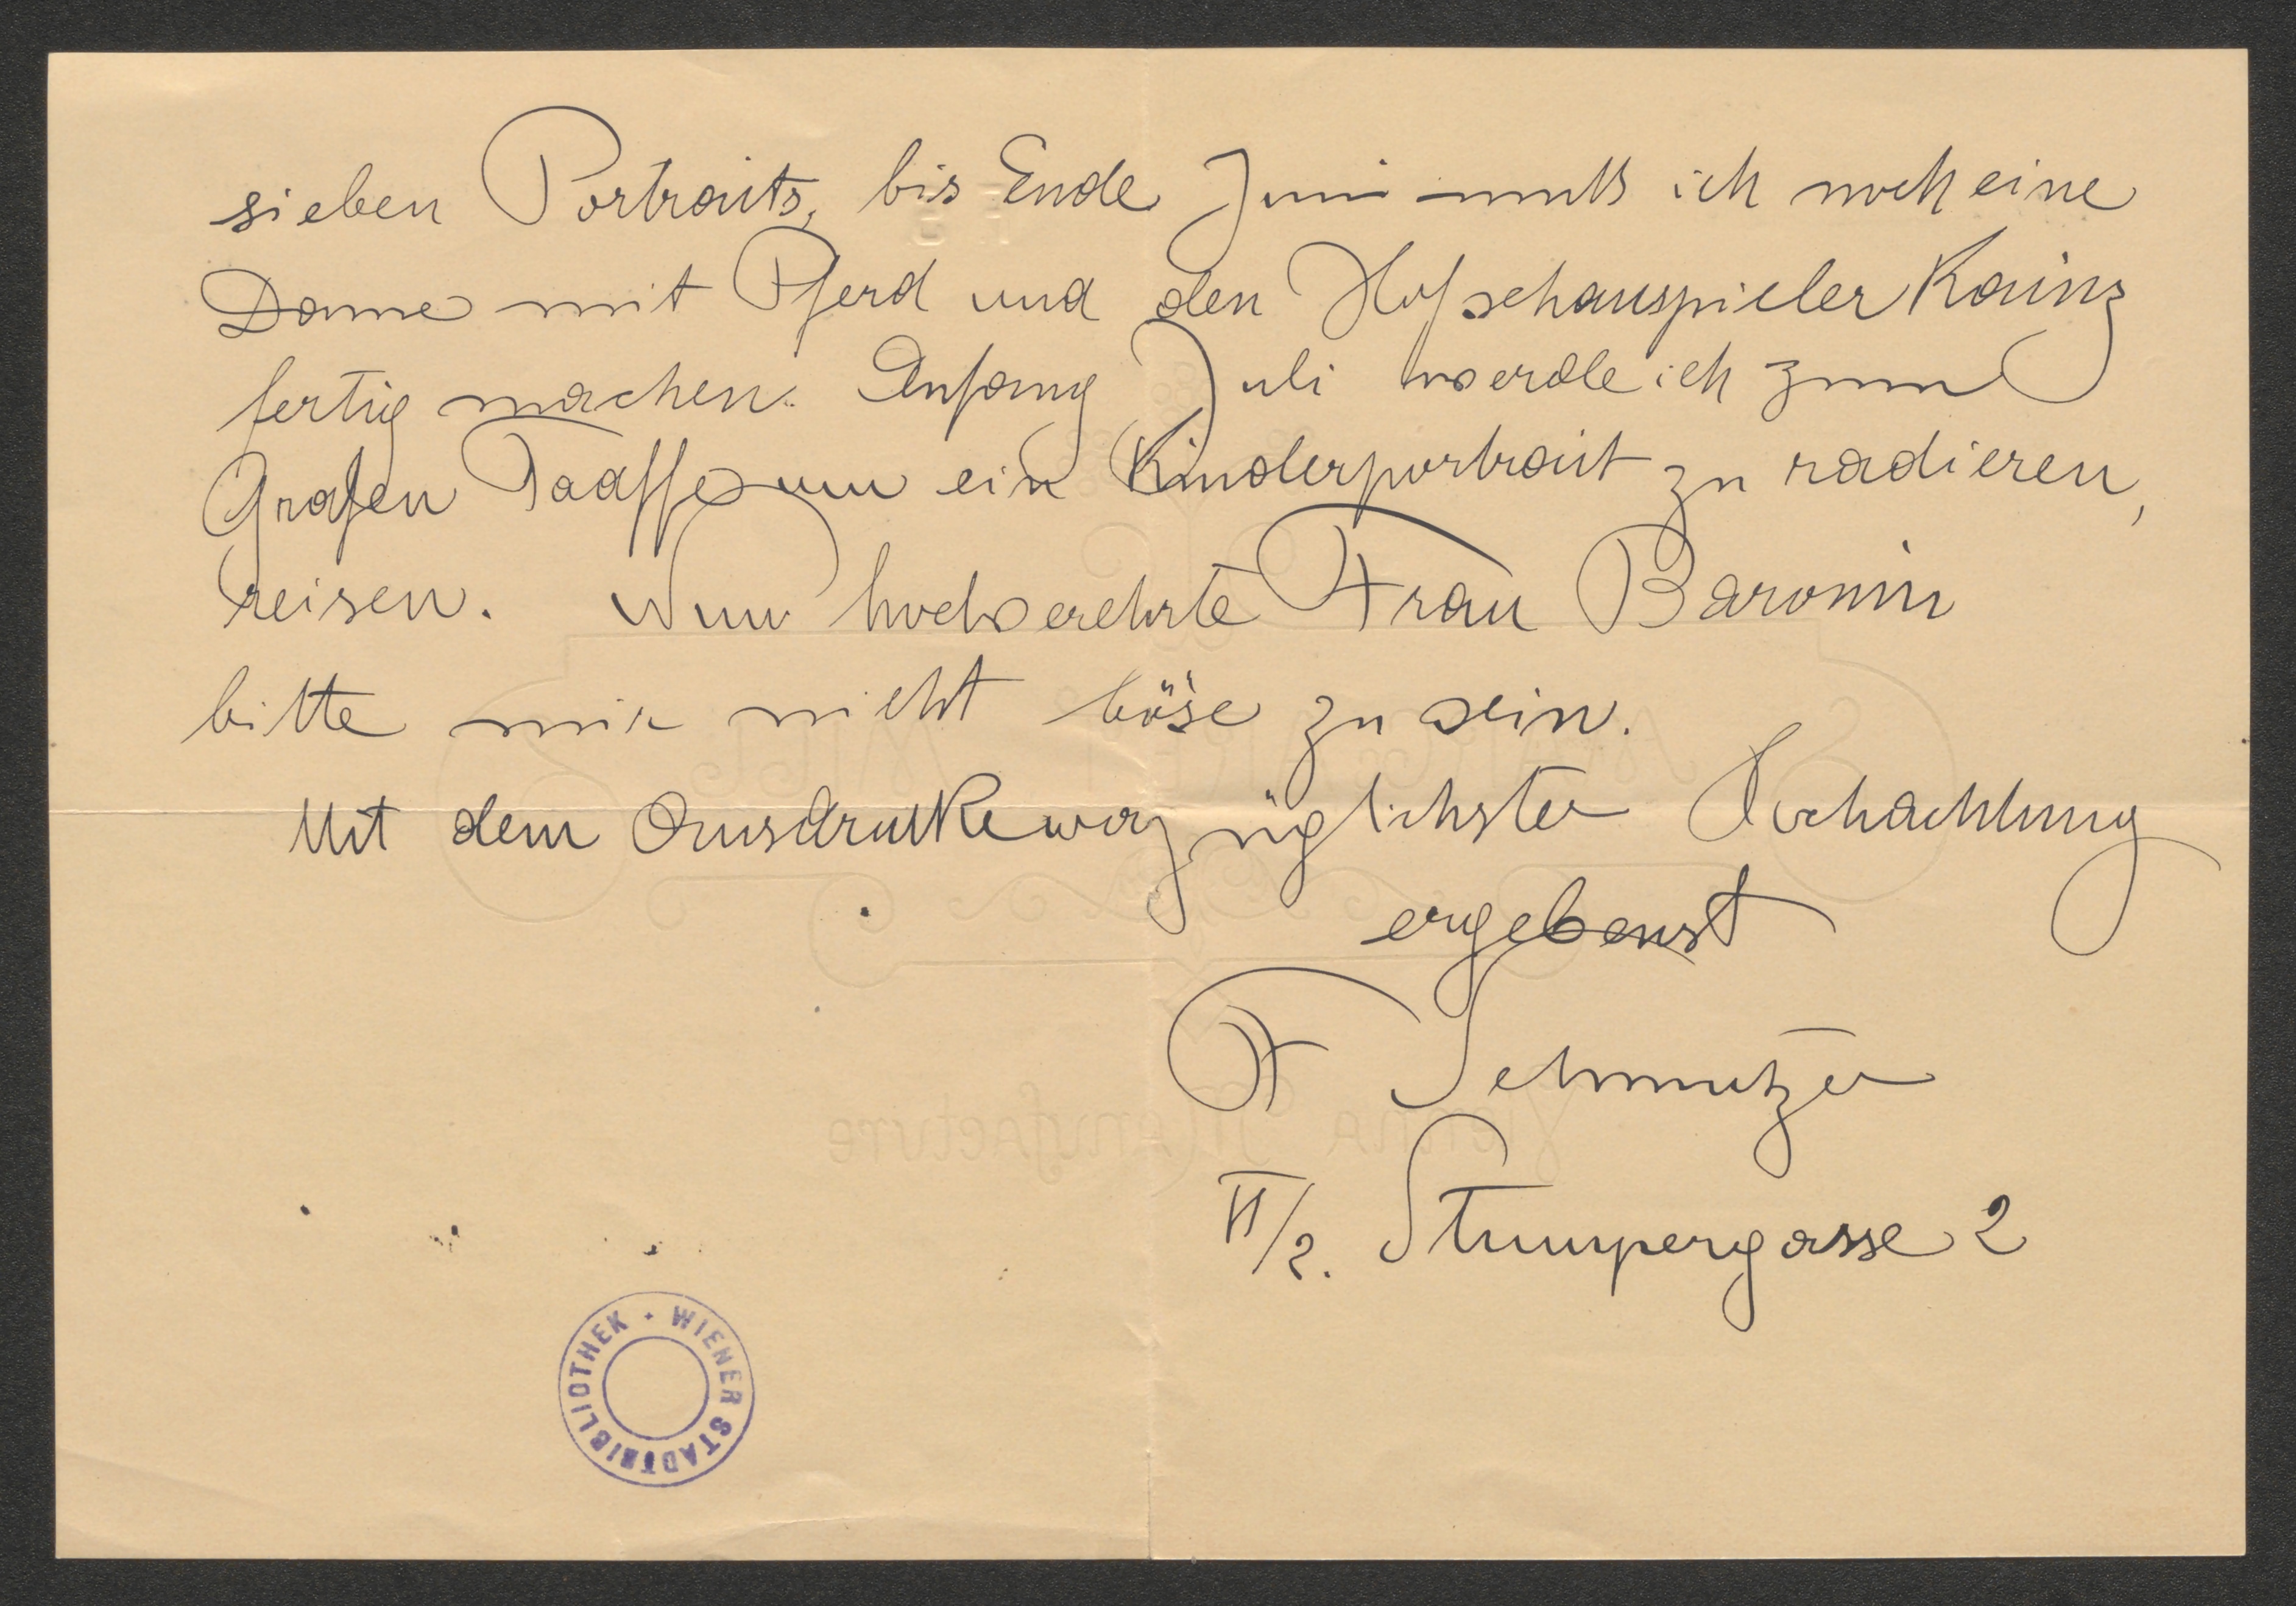 sieben Portraits, bis Ende Juni muß ich noch eine
Dame mit Pferd und den Hofschauspieler Kainz
fertig machen. Anfang Juli werde ich zum
Grafen Taaffe um ein Kinderportrait zu radieren,
reisen. Nun hochverehrte Frau Baronin
bitte mir nicht böse zu sein.
Mit dem Ausdrucke vorzüglichster Hochachtung
ergebenst
F Schmutzer
VI/2. Stumpergasse 2
WIENER STADTBIBLIOTHEK